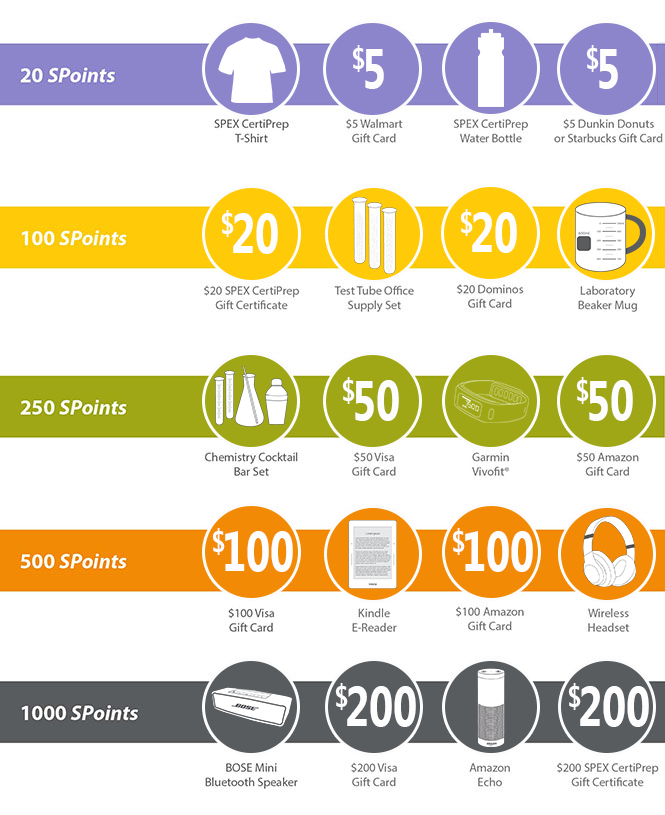 20 SPoints
$5
$5
SPEX CertiPrep
T-Shirt
$5 Walmart
Gift Card
SPEX CertiPrep
Water Bottle
$5 Dunkin Donuts
or Starbucks Gift Card
100 SPoints
$20
$20
$20 SPEX CertiPrep
Gift Certificate
Test Tube Office
Supply Set
$20 Dominos
Gift Card
Laboratory
Beaker Mug
250 SPoints
$50
$50
Chemistry Cocktail
Bar Set
$50 Visa
Gift Card
Garmin
Vivofit®
$50 Amazon
Gift Card
500 SPoints
$100
$100
$100 Visa
Gift Card
Kindle
E-Reader
$100 Amazon
Gift Card
Wireless
Headset
1000 SPoints
BOSE
$200
$200
BOSE Mini
Bluetooth Speaker
$200 Visa
Gift Card
Amazon
Echo
$200 SPEX CertiPrep
Gift Certificate